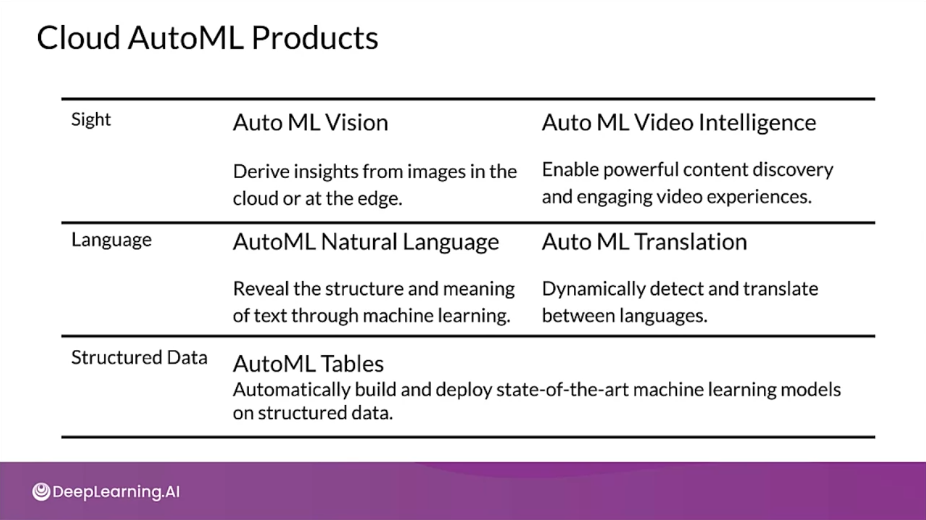 Cloud AutoML Products
Sight
Auto ML Vision
Derive insights from images in the
cloud or at the edge.
Auto ML Video Intelligence
Enable powerful content discovery
and engaging video experiences.
Language
AutoML Natural Language
Reveal the structure and meaning
of text through machine learning.
Auto ML Translation
Dynamically detect and translate
between languages.
Structured Data
AutoML Tables
Automatically build and deploy state-of-the-art machine learning models
on structured data.
DeepLearning.AI